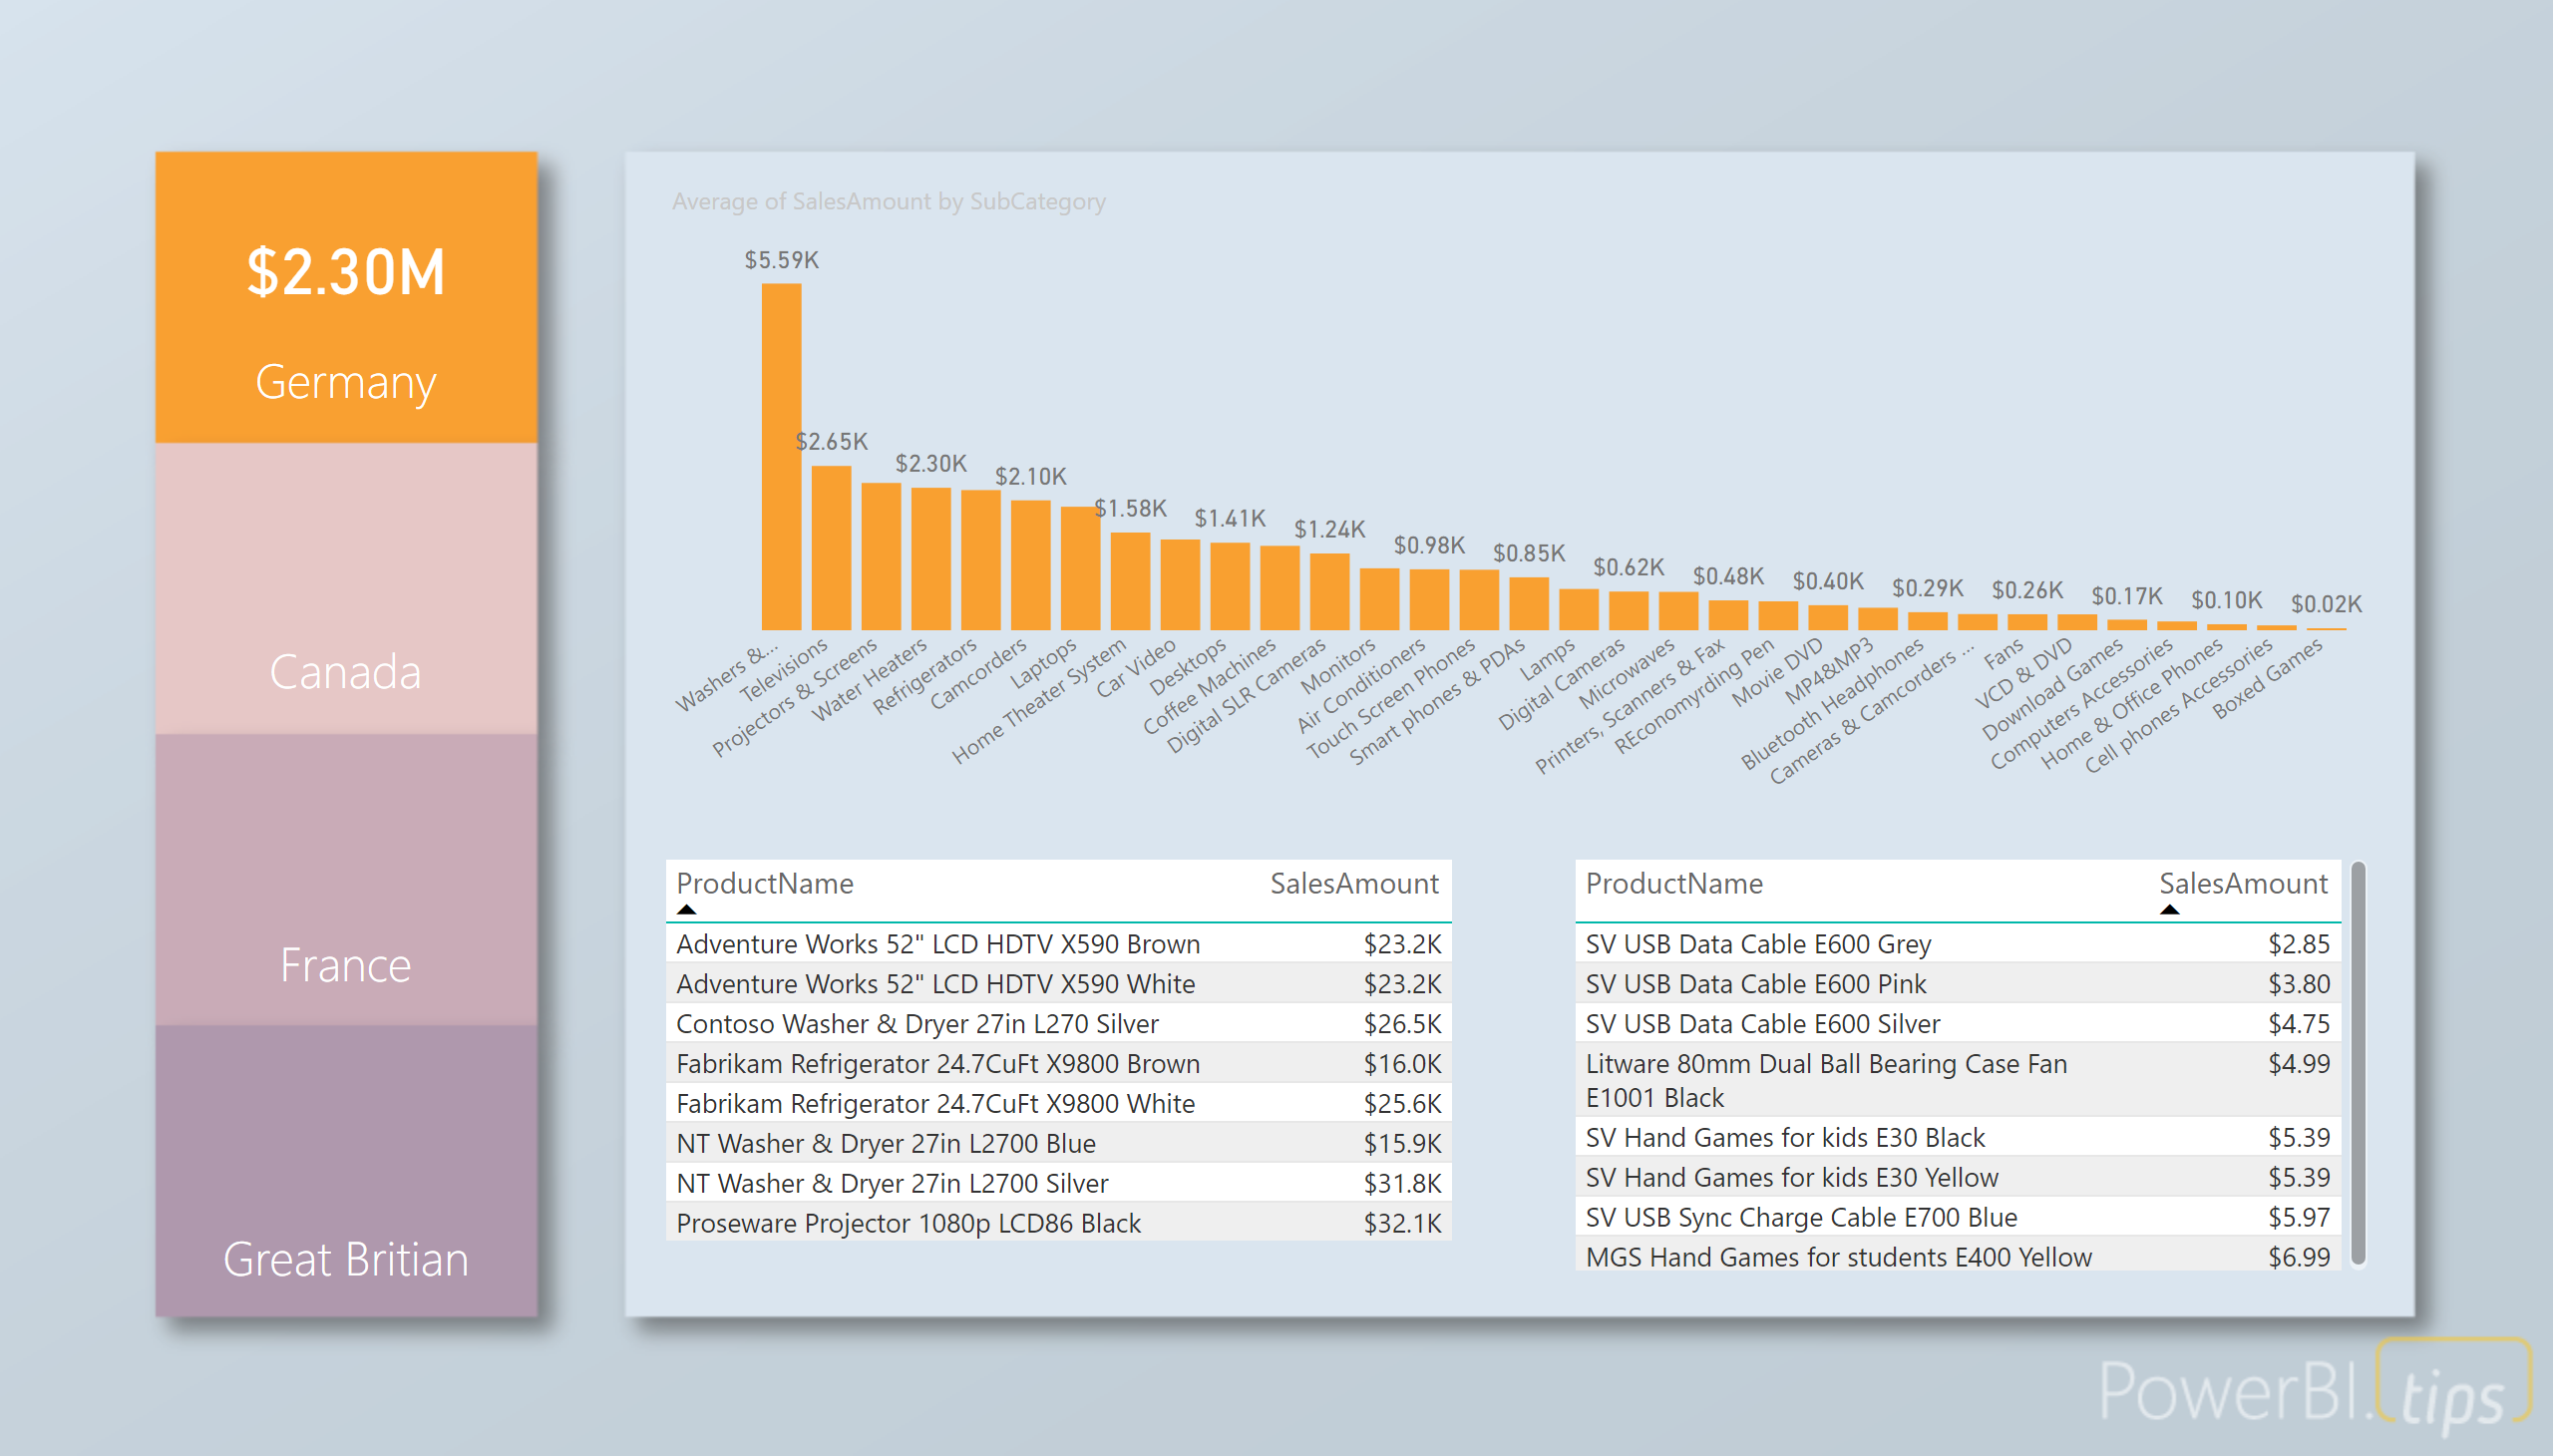 $2.30M
Germany
Canada
France
Great Britian
Average of SalesAmount by SubCategory
$5.59K
$2.65K
$2.30K
$2.10K
$1.58K
$1.41K
$1.24K
$0.98K
$0.85K
$0.62K
$0.48K
$0.40K
$0.29K
$0.26K
$0.17K
$0.10K
$0.02K
Washers &...
Televisions
Projectors & Screens
Water Heaters
Refrigerators
Camcorders
Laptops
Home Theater System
Car Video
Desktops
Coffee Machines
Digital SLR Cameras
Monitors
Air Conditioners
Touch Screen Phones
Smart phones & PDAs
Lamps
Digital Cameras
Microwaves
Printers, Scanners & Fax
REconomyrding Pen
Movie DVD
MP4&MP3
Bluetooth Headphones
Cameras & Camcorders ...
Fans
VCD & DVD
Download Games
Computers Accessories
Home & Office Phones
Cell phones Accessories
Boxed Games
ProductName SalesAmount
Adventure Works 52" LCD HDTV X590 Brown $23.2K
Adventure Works 52" LCD HDTV X590 White $23.2K
Contoso Washer & Dryer 27in L270 Silver $26.5K
Fabrikam Refrigerator 24.7CuFt X9800 Brown $16.0K
Fabrikam Refrigerator 24.7CuFt X9800 White $25.6K
NT Washer & Dryer 27in L2700 Blue $15.9K
NT Washer & Dryer 27in L2700 Silver $31.8K
Proseware Projector 1080p LCD86 Black $32.1K
ProductName SalesAmount
SV USB Data Cable E600 Grey $2.85
SV USB Data Cable E600 Pink $3.80
SV USB Data Cable E600 Silver $4.75
Litware 80mm Dual Ball Bearing Case Fan $4.99
E1001 Black
SV Hand Games for kids E30 Black $5.39
SV Hand Games for kids E30 Yellow $5.39
SV USB Sync Charge Cable E700 Blue $5.97
MGS Hand Games for students E400 Yellow $6.99
PowerBI.tips